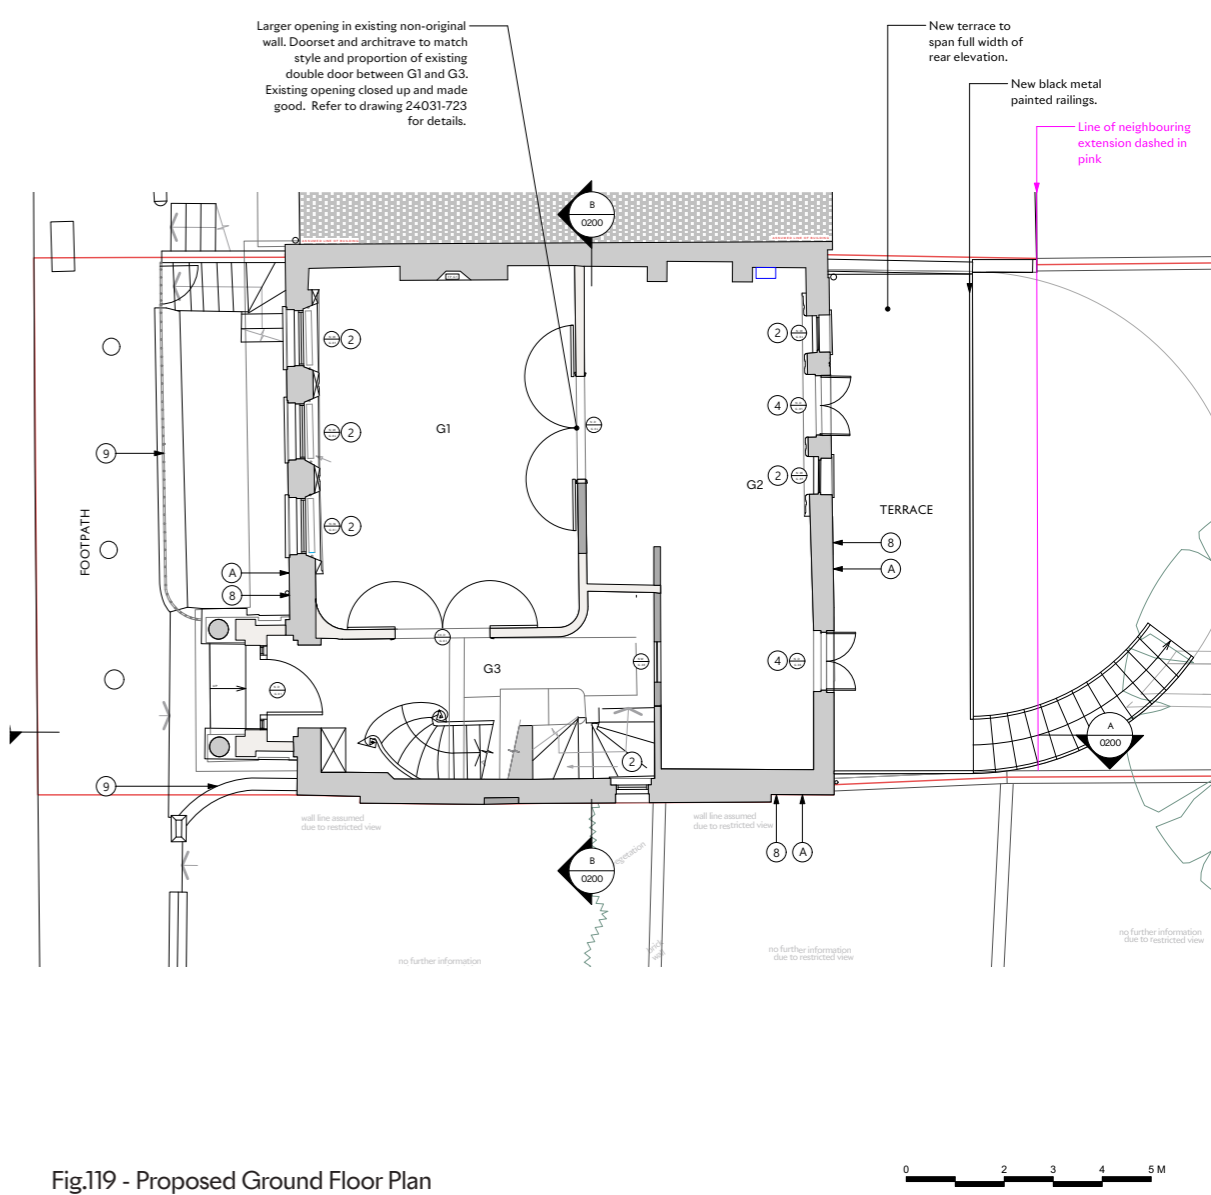 Larger opening in existing non-original
wall. Doorset and architrave to match
style and proportion of existing
double door between G1 and G3.
Existing opening closed up and made
good. Refer to drawing 24031-723
for details.
New terrace to
span full width of
rear elevation.
New black metal
painted railings.
Line of neighbouring
extension dashed in
pink
B
0200
2
2
4
G1
2
9
2
G2
TERRACE
FOOTPATH
2
8
A
A
8
4
G3
A
0200
2
9
wall line assumed
due to restricted view
wall line assumed
due to restricted view
8
A
B
0200
egetation
brick
wall
no further information
no further information
due to restricted view
no further information
due to restricted view
Fig.119 - Proposed Ground Floor Plan
0 2 3 4 5 M